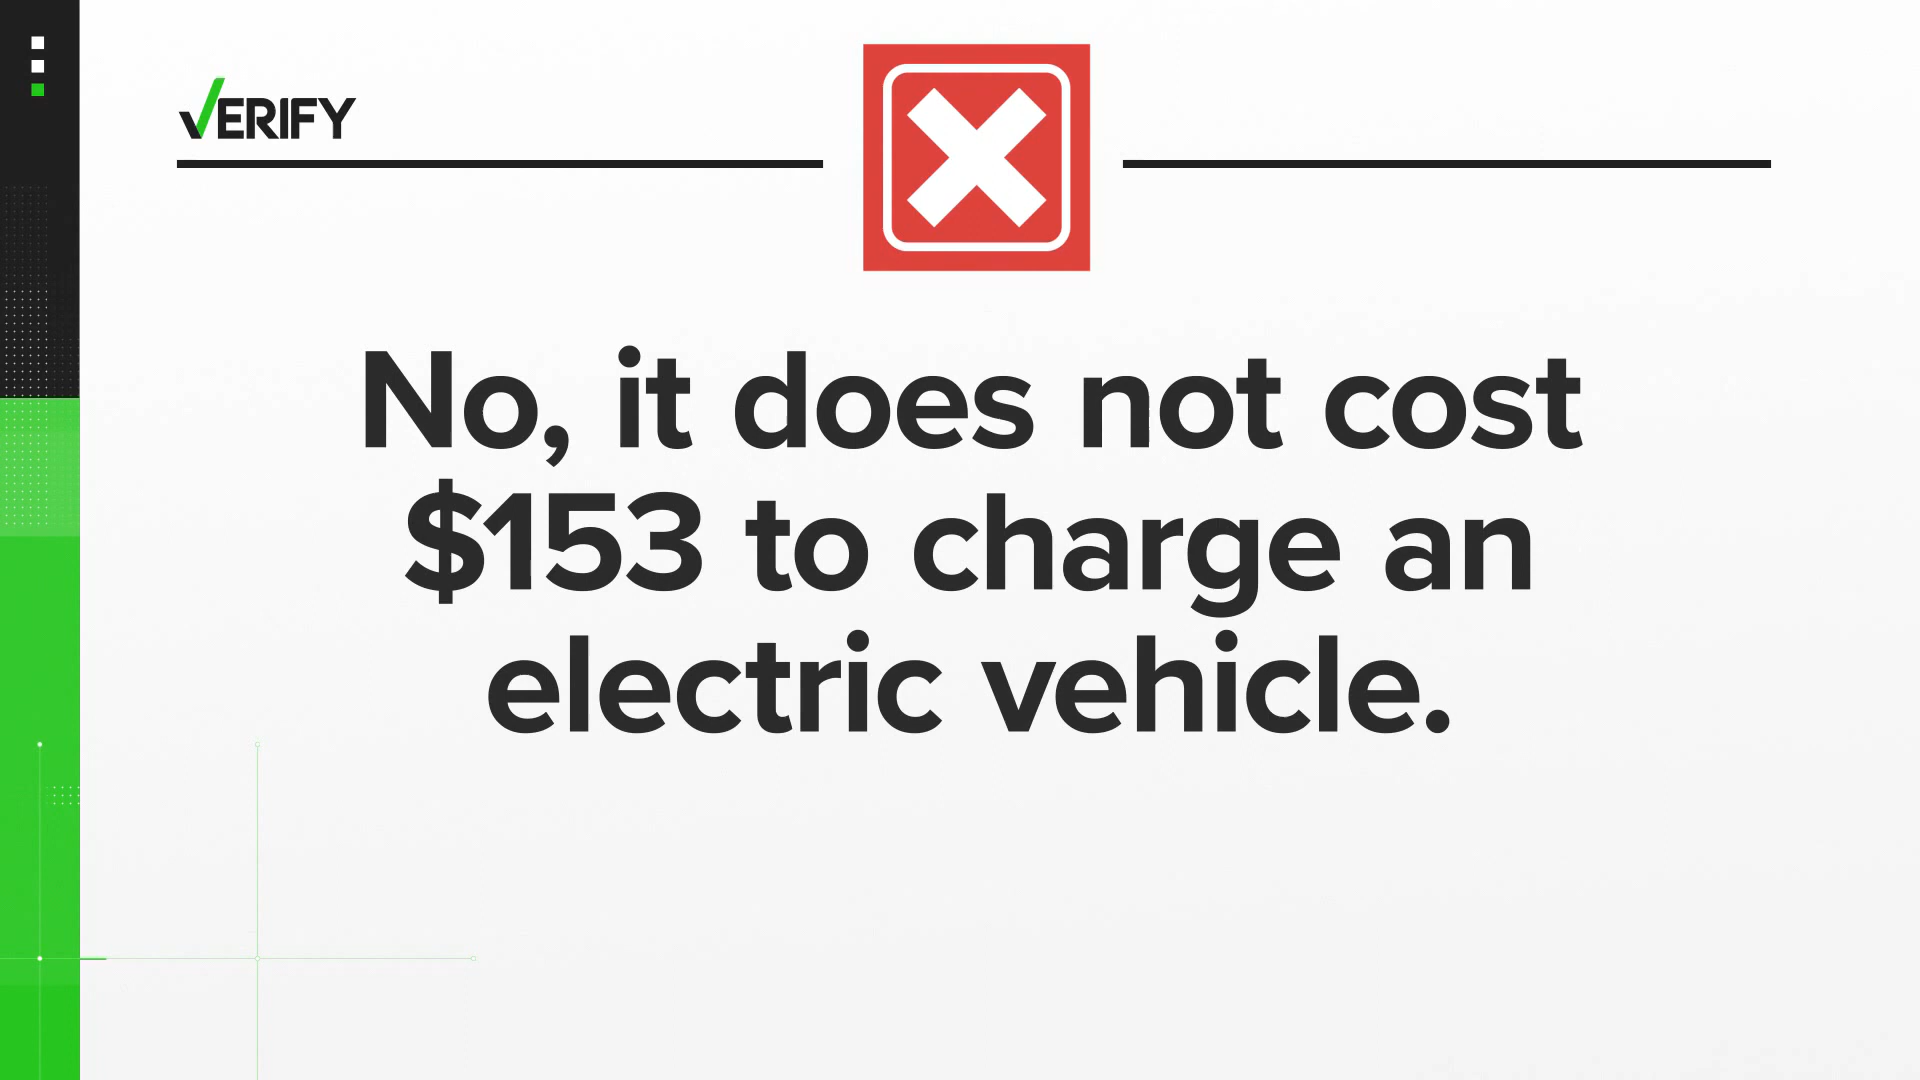 VERIFY
No, it does not cost
$153 to charge an
electric vehicle.